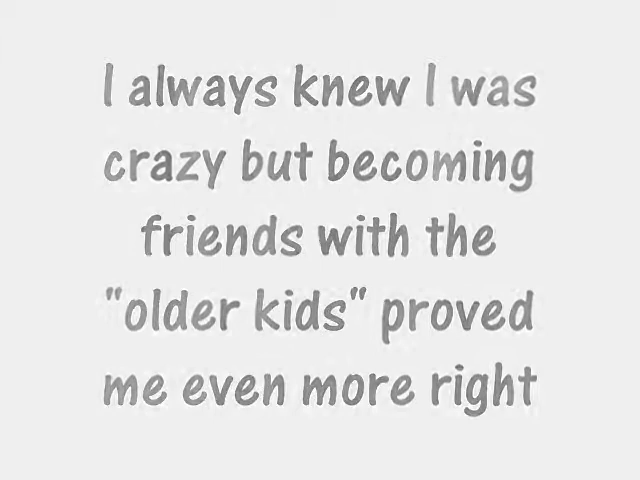 I always knew I was
crazy but becoming
friends with the
"older kids" proved
me even more right